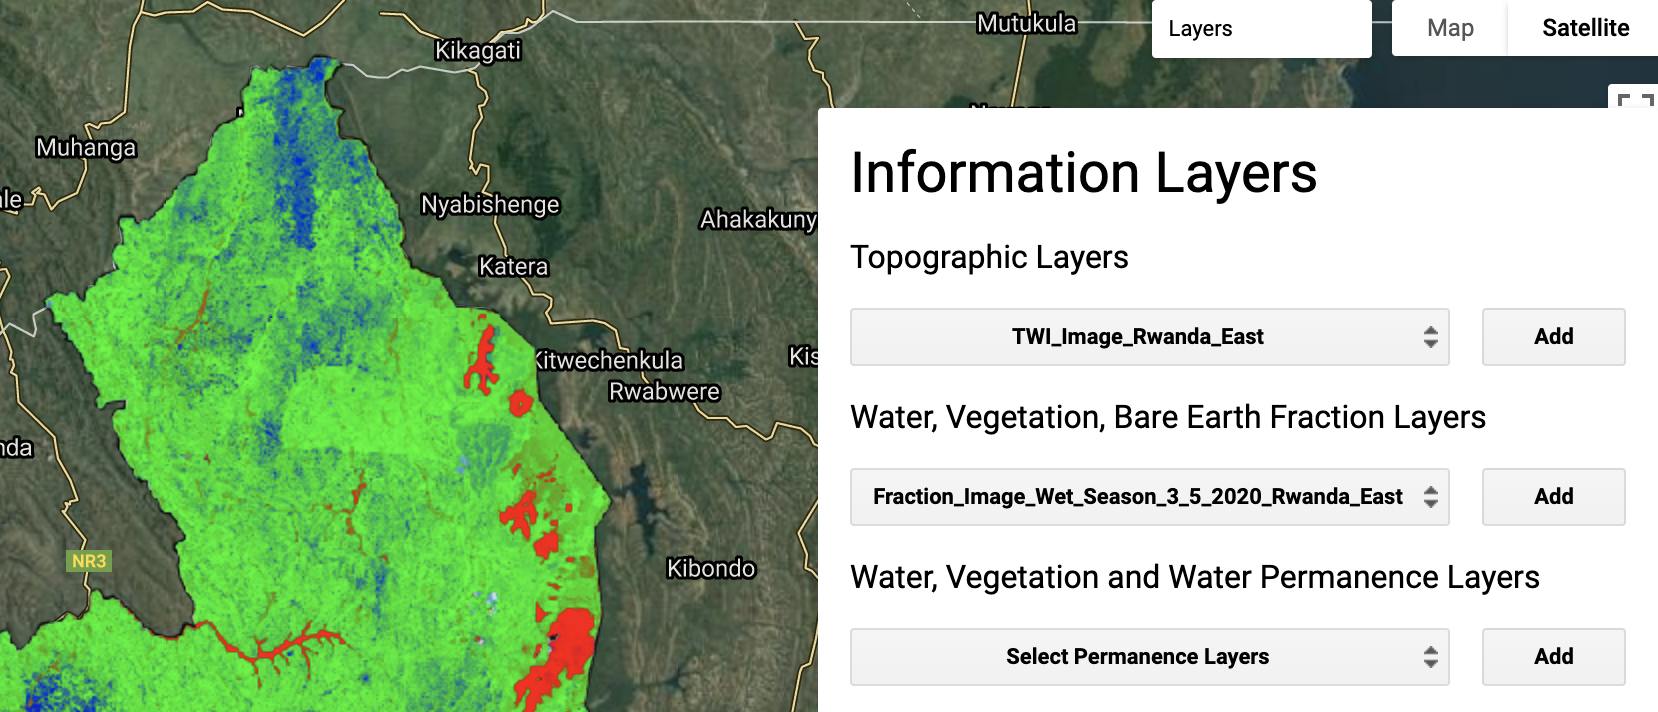 Mutukula
Layers
Map
Satellite
Kikagati
Muhanga
Information Layers
Nyabishenge
Ahakakuny
Topographic Layers
Katera
TWI_Image_Rwanda_East
Add
Kitwechenkula
Kis
Rwabwere
Water, Vegetation, Bare Earth Fraction Layers
nda
Fraction_Image_Wet_Season_3_5_2020_Rwanda_East
Add
NR3
Kibondo
Water, Vegetation and Water Permanence Layers
Select Permanence Layers
Add